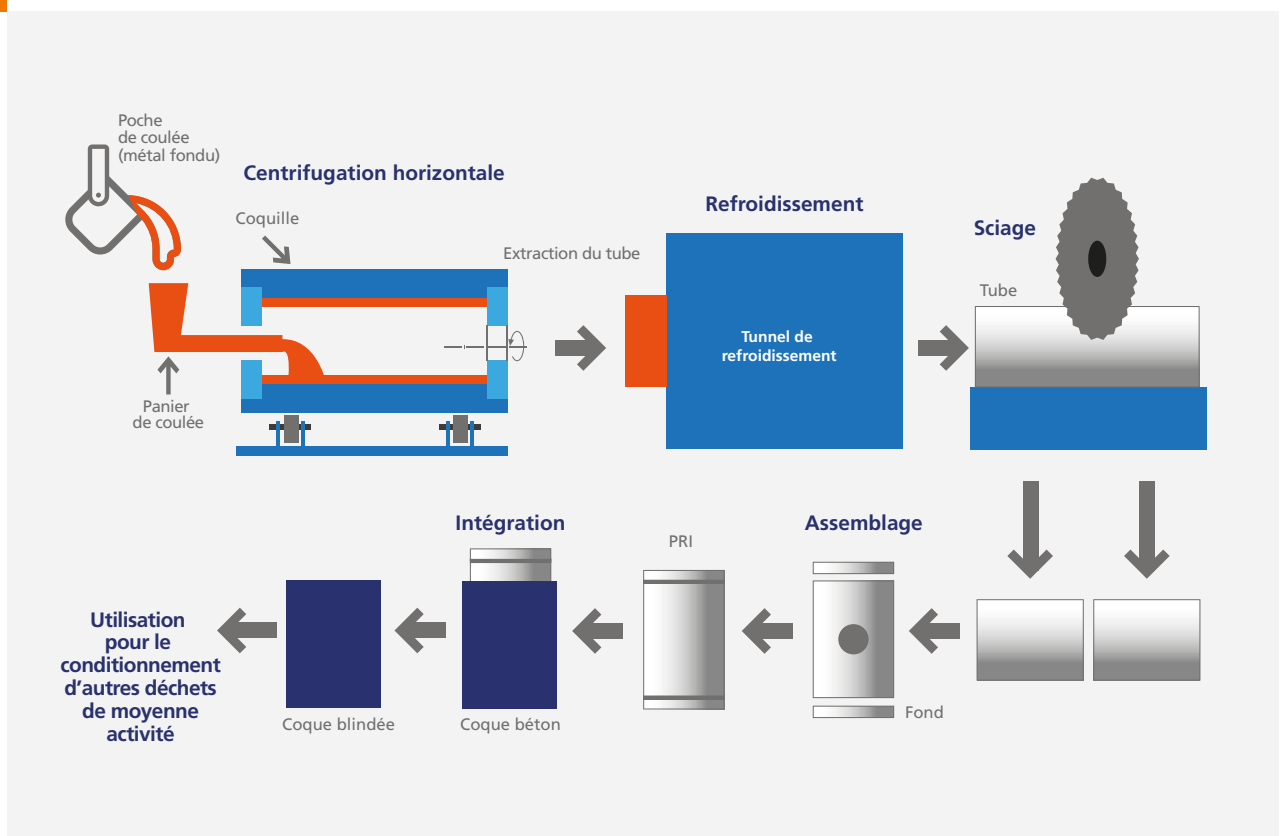 Poche
de coulée
(métal fondu)
Centrifugation horizontale
Coquille
Extraction du tube
Panier
de coulée
Refroidissement
Tunnel de
refroidissement
Sciage
Tube
Assemblage
Fond
PRI
Intégration
Coque béton
Coque blindée
Utilisation
pour le
conditionnement
d’autres déchets
de moyenne
activité